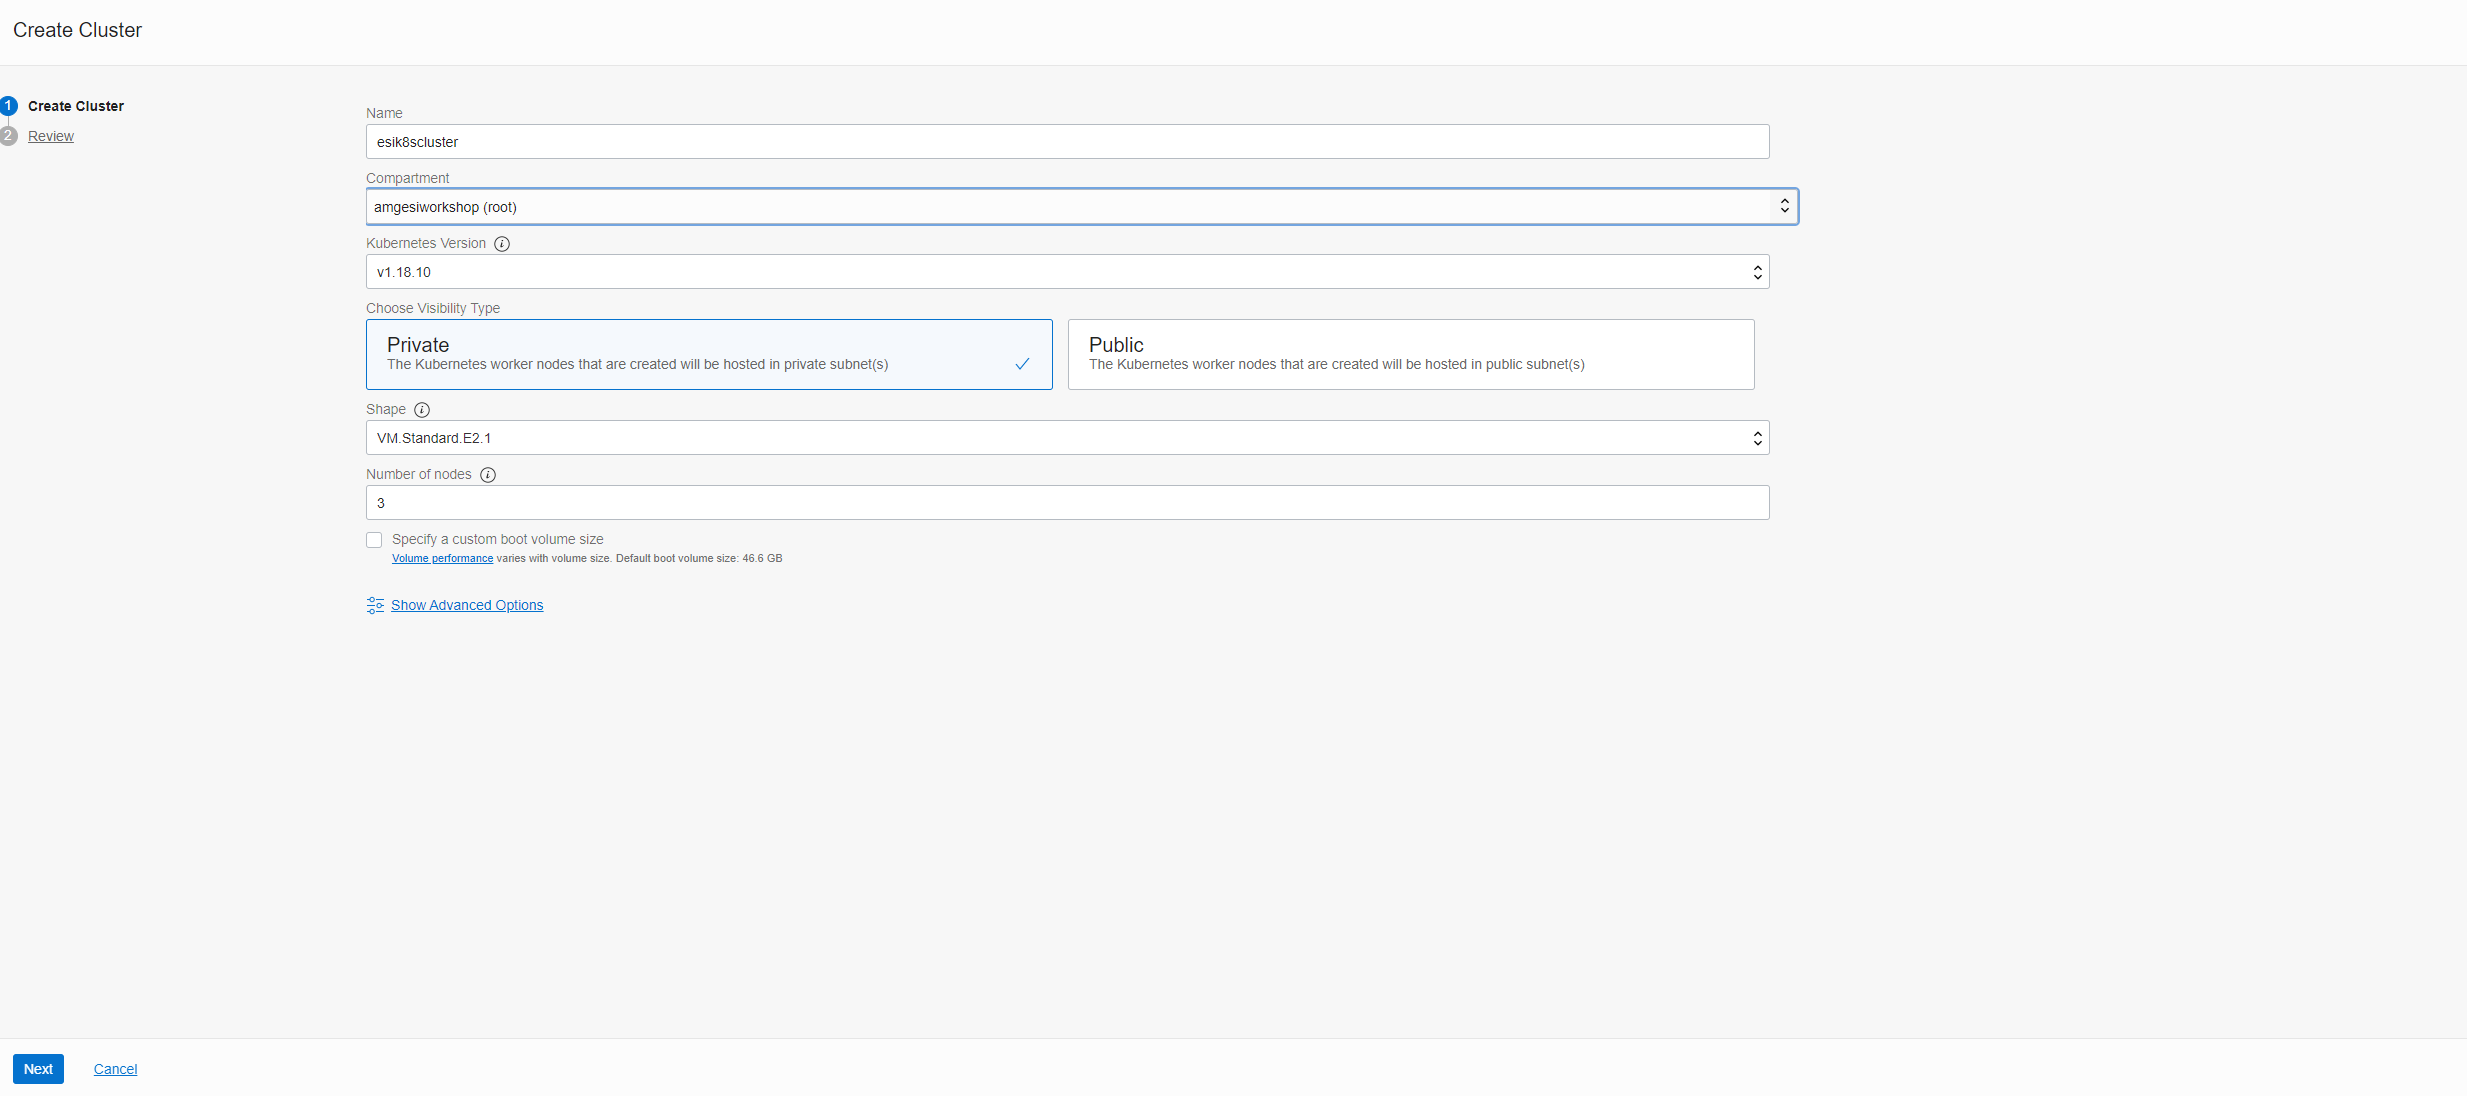 Create Cluster
1 Create Cluster
2 Review
Name
esik8scluster
Compartment
amgesiworkshop (root)
Kubernetes Version i
v1.18.10
Choose Visibility Type
Private
The Kubernetes worker nodes that are created will be hosted in private subnet(s)
Public
The Kubernetes worker nodes that are created will be hosted in public subnet(s)
Shape i
VM.Standard.E2.1
Number of nodes i
3
Specify a custom boot volume size
Volume performance varies with volume size. Default boot volume size: 46.6 GB
Show Advanced Options
Next Cancel